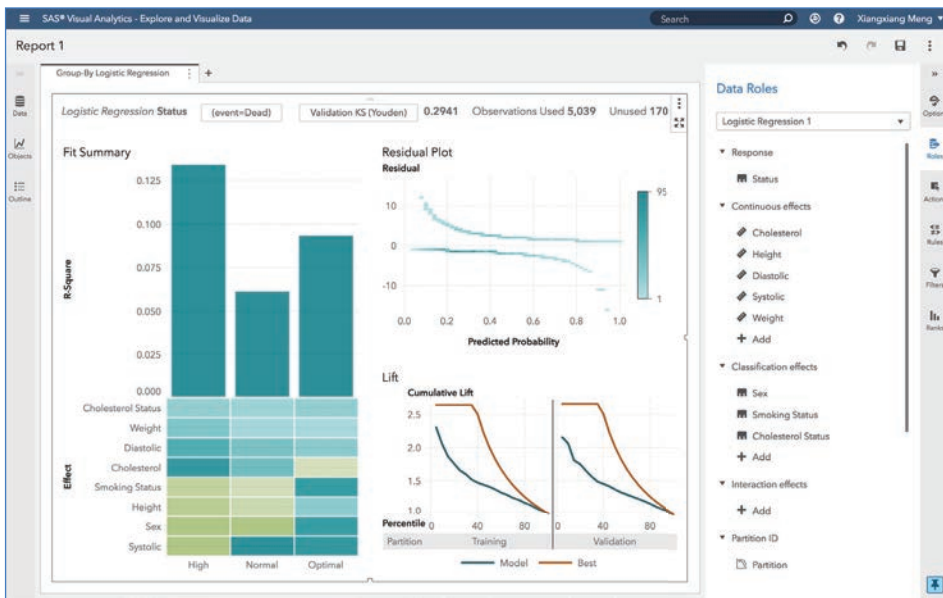 SAS® Visual Analytics - Explore and Visualize Data
Search
Xiangxiang Meng
Report 1
Data
Objects
Outline
Group-By Logistic Regression
Logistic Regression Status (event=Dead) Validation KS (Youden) 0.2941 Observations Used 5,039 Unused 170
Fit Summary
R-Square
0.125
0.100
0.075
0.050
0.025
0.000
Effect
Cholesterol Status
Weight
Diastolic
Cholesterol
Smoking Status
Height
Sex
Systolic
High Normal Optimal
Residual Plot
Residual
10
0
-10
0.0 0.2 0.4 0.6 0.8 1.0
Predicted Probability
95
1
Lift
Cumulative Lift
2.5
2.0
1.5
1.0
Percentile 0 40 80 0 40 80
Partition Training Validation
Model Best
Data Roles
Logistic Regression 1
Response
Status
Continuous effects
Cholesterol
Height
Diastolic
Systolic
Weight
+ Add
Classification effects
Sex
Smoking Status
Cholesterol Status
+ Add
Interaction effects
+ Add
Partition ID
Partition
Option
Roles
Action
Rules
Filters
Ranks